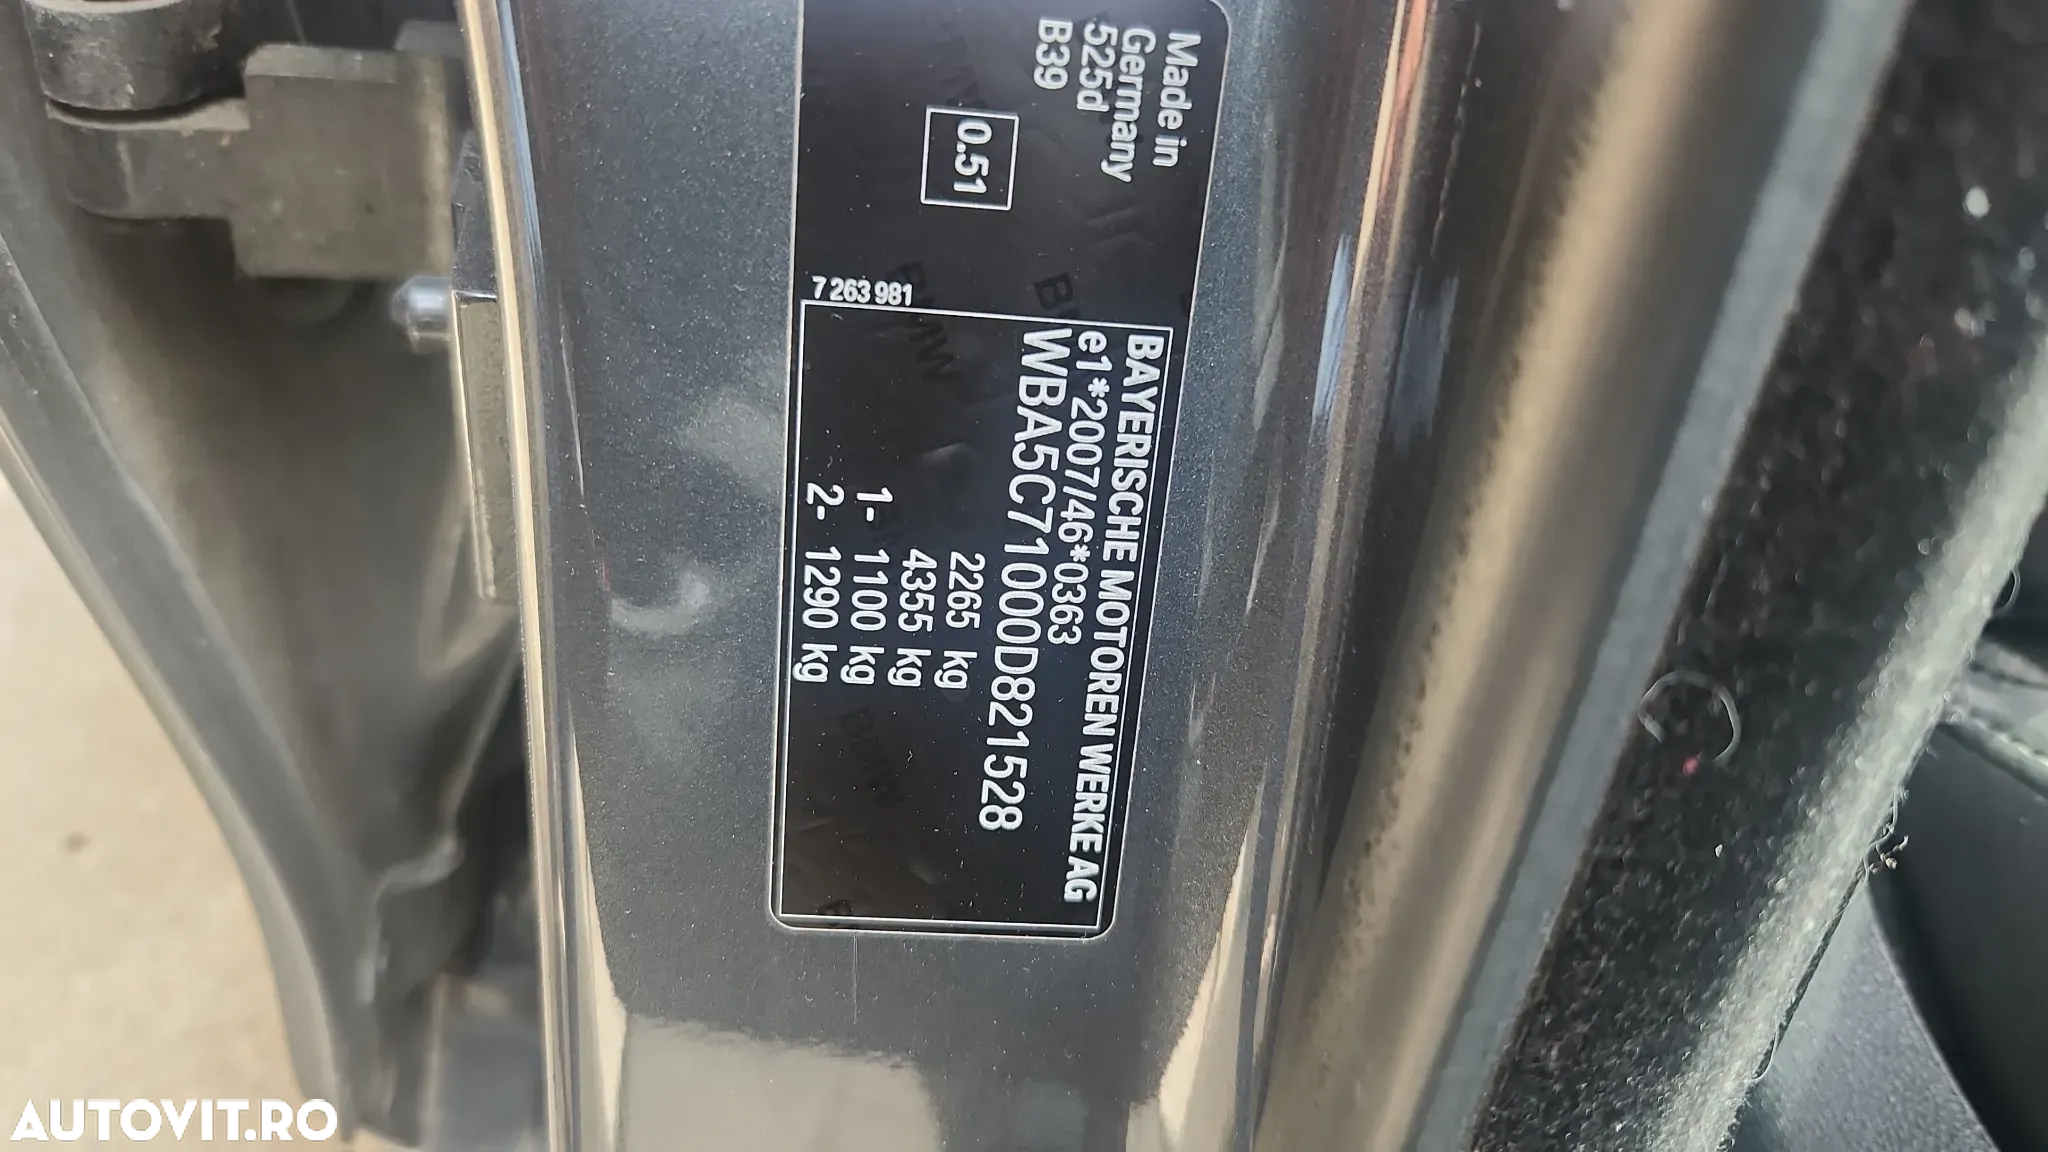 Made in
Germany
525d
B39
0.51
7 263 981
BAYERISCHE MOTOREN WERKE AG
e1*2007/46*0363
WBA5C71000D821528
2265 kg
4355 kg
1- 1100 kg
2- 1290 kg
AUTOVIT.RO